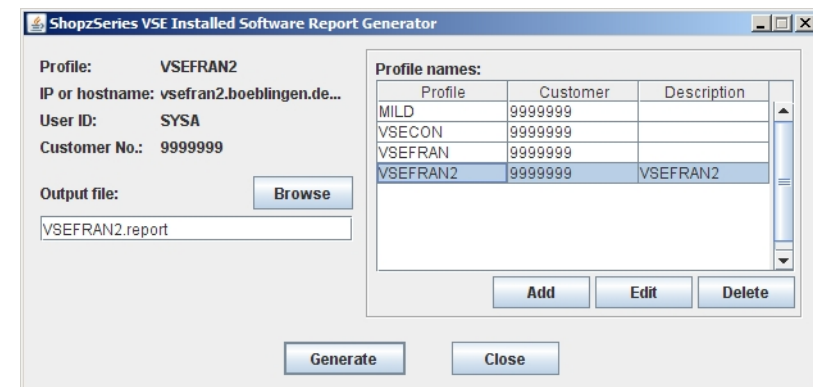 ShopzSeries VSE Installed Software Report Generator
Profile: VSEFRAN2
IP or hostname: vsefran2.boeblingen.de...
User ID: SYSA
Customer No.: 9999999
Output file:
Browse
VSEFRAN2.report
Profile names:
Profile Customer Description
MILD 9999999
VSECON 9999999
VSEFRAN 9999999
VSEFRAN2 9999999 VSEFRAN2
Add Edit Delete
Generate Close